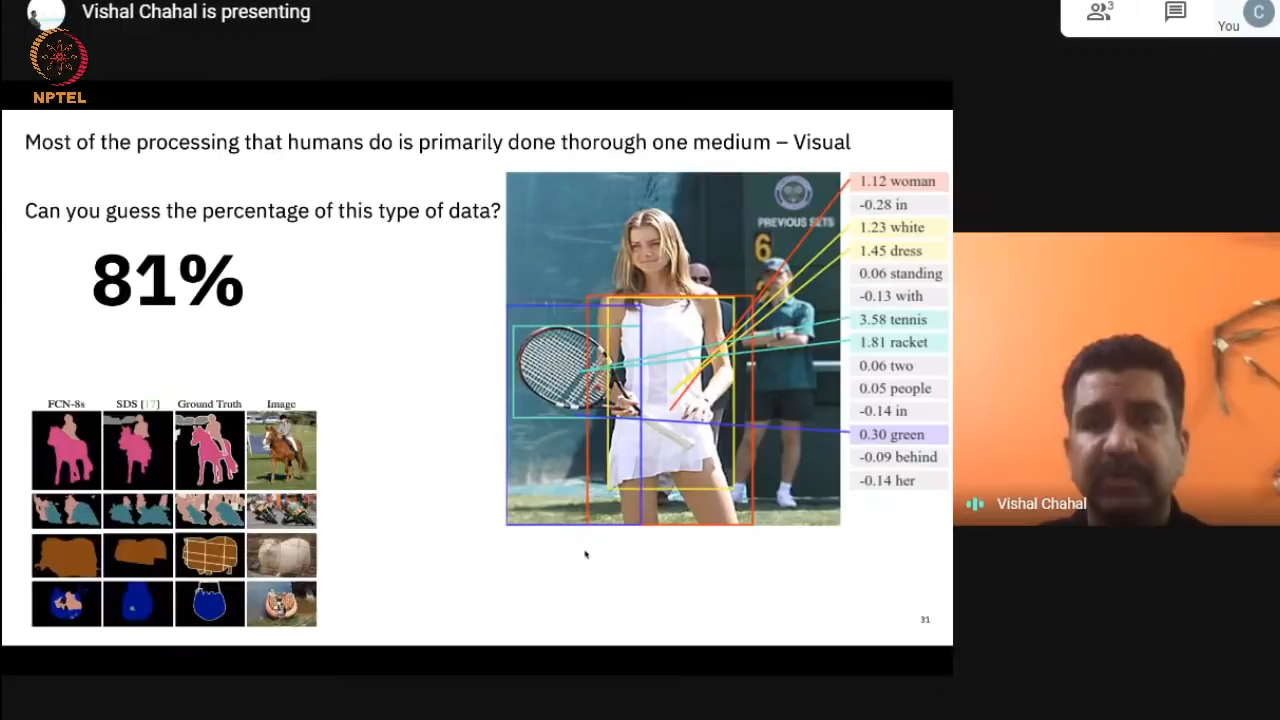 Vishal Chahal is presenting
3
You
C
NPTEL
Most of the processing that humans do is primarily done thorough one medium – Visual
Can you guess the percentage of this type of data?
81%
PREVIOUS SETS
6
1.12 woman
-0.28 in
1.23 white
1.45 dress
0.06 standing
-0.13 with
3.58 tennis
1.81 racket
0.06 two
0.05 people
-0.14 in
0.30 green
-0.09 behind
-0.14 her
FCN-8s SDS [17] Ground Truth Image
31
Vishal Chahal